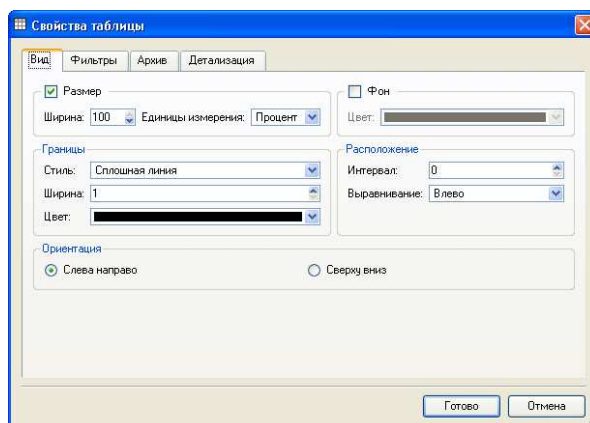 Свойства таблицы
Вид Фильтры Архив Детализация
Размер
Ширина: 100 Единицы измерения: Процент
Фон
Цвет:
Границы
Стиль: Сплошная линия
Ширина: 1
Цвет:
Расположение
Интервал: 0
Выравнивание: Влево
Ориентация
Слева направо Сверху вниз
Готово Отмена